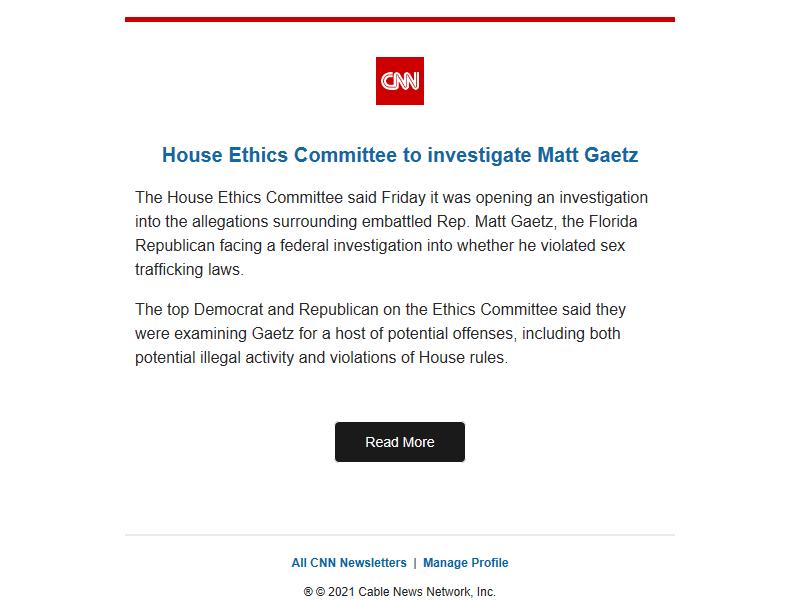 CNN
House Ethics Committee to investigate Matt Gaetz
The House Ethics Committee said Friday it was opening an investigation
into the allegations surrounding embattled Rep. Matt Gaetz, the Florida
Republican facing a federal investigation into whether he violated sex
trafficking laws.
The top Democrat and Republican on the Ethics Committee said they
were examining Gaetz for a host of potential offenses, including both
potential illegal activity and violations of House rules.
Read More
All CNN Newsletters | Manage Profile
® © 2021 Cable News Network, Inc.